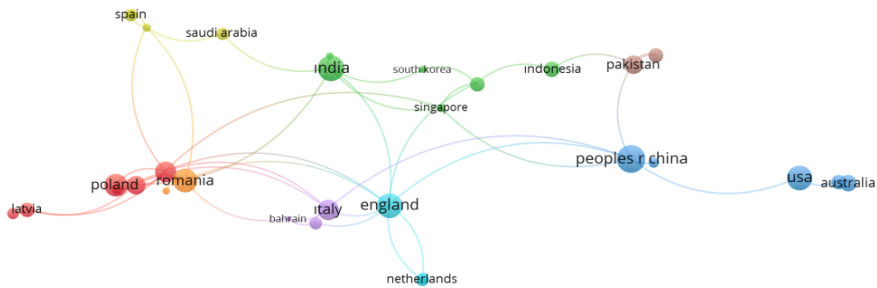 spain
saudi arabia
india
south korea
indonesia
pakistan
singapore
poland
romania
peoples r china
usa
australia
latvia
bahrain
italy
england
netherlands